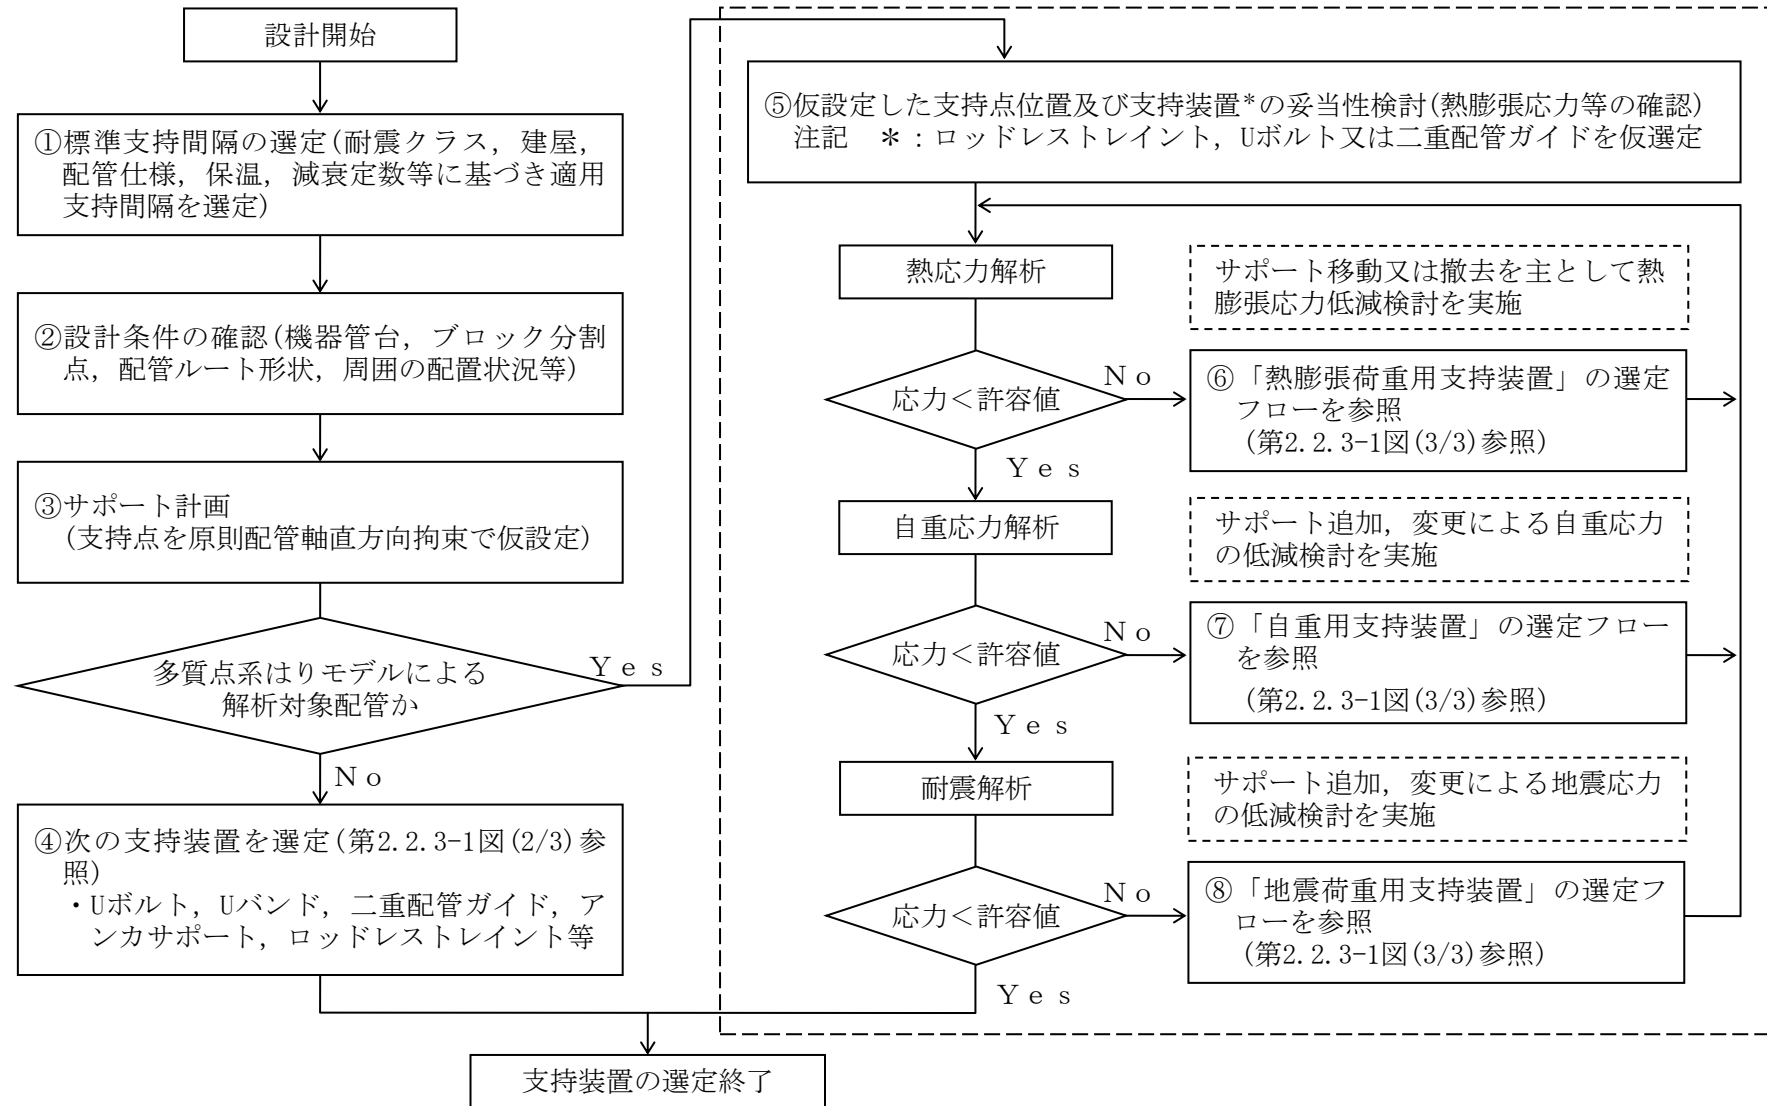 設計開始
①標準支持間隔の選定(耐震クラス，建屋，
配管仕様，保温，減衰定数等に基づき適用
支持間隔を選定)
②設計条件の確認(機器管台，ブロック分割
点，配管ルート形状，周囲の配置状況等)
③サポート計画
(支持点を原則配管軸直方向拘束で仮設定)
多質点系はりモデルによる
解析対象配管か
Ｙｅｓ
Ｎｏ
④次の支持装置を選定(第2.2.3-1図(2/3)参
照)
・Uボルト，Uバンド，二重配管ガイド，ア
ンカサポート，ロッドレストレイント等
⑤仮設定した支持点位置及び支持装置*の妥当性検討(熱膨張応力等の確認)
注記　＊：ロッドレストレイント，Uボルト又は二重配管ガイドを仮選定
熱応力解析
サポート移動又は撤去を主として熱
膨張応力低減検討を実施
応力＜許容値
Ｎｏ
⑥「熱膨張荷重用支持装置」の選定
フローを参照
(第2.2.3-1図(3/3)参照)
Ｙｅｓ
自重応力解析
サポート追加，変更による自重応力
の低減検討を実施
応力＜許容値
Ｎｏ
⑦「自重用支持装置」の選定フロー
を参照
(第2.2.3-1図(3/3)参照)
Ｙｅｓ
耐震解析
サポート追加，変更による地震応力
の低減検討を実施
応力＜許容値
Ｎｏ
⑧「地震荷重用支持装置」の選定フ
ローを参照
(第2.2.3-1図(3/3)参照)
Ｙｅｓ
支持装置の選定終了